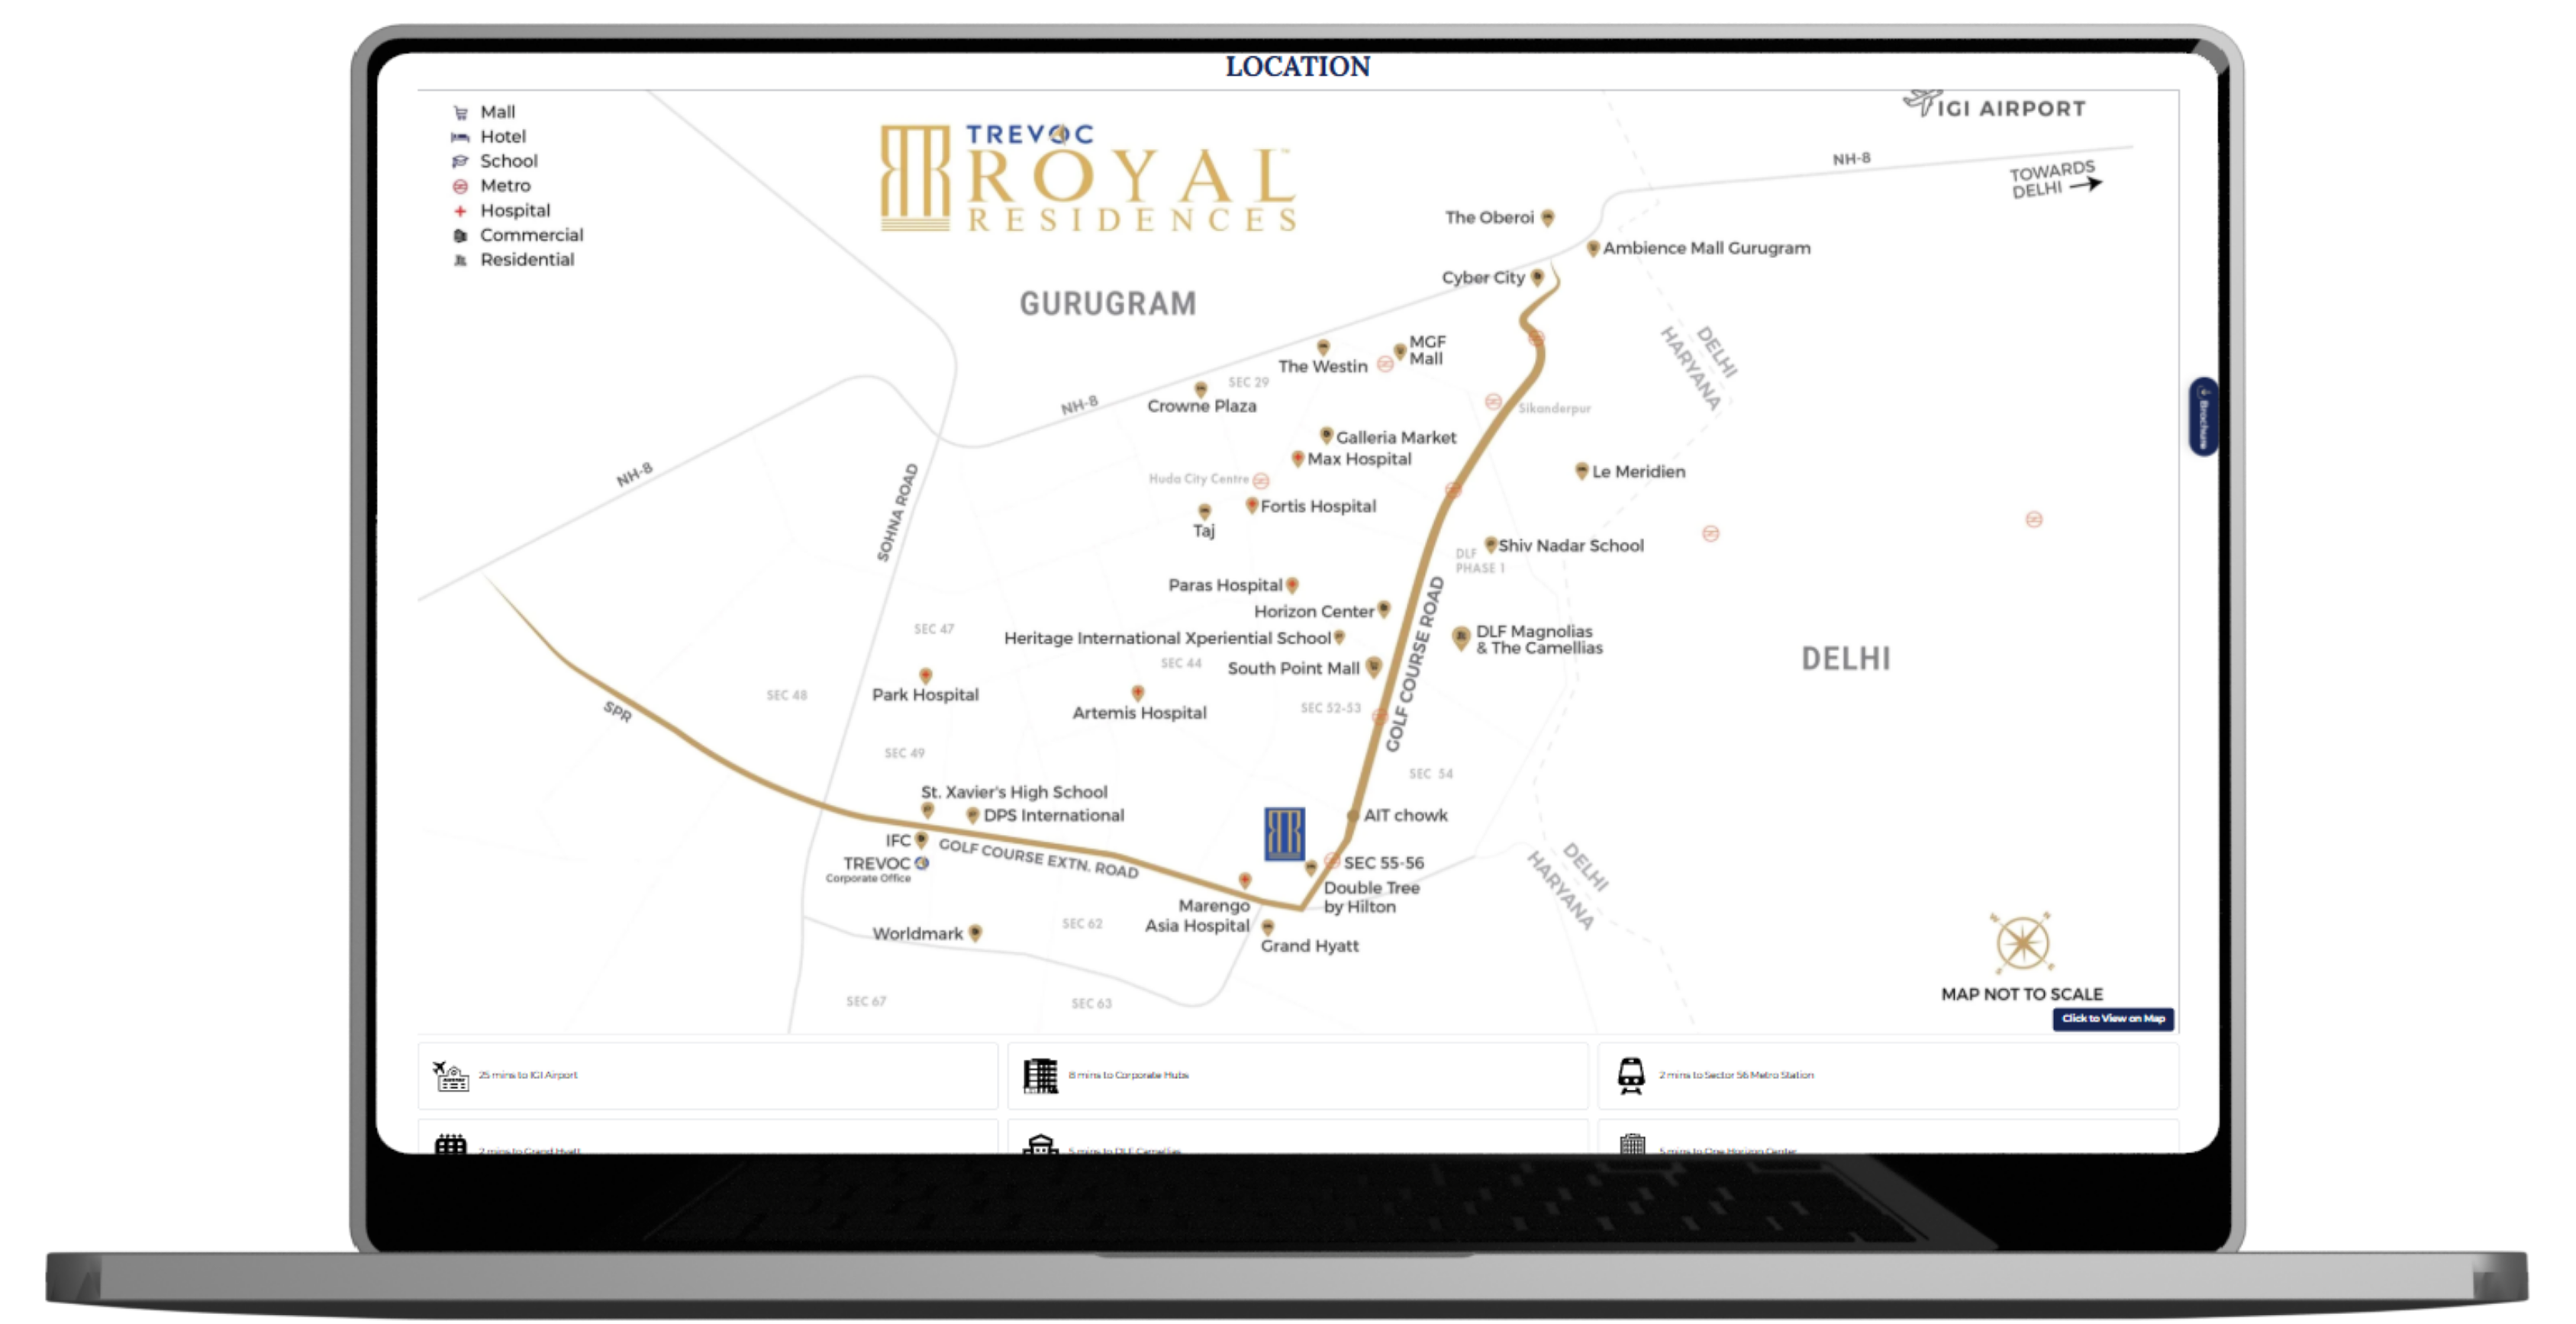 LOCATION
Mall
Hotel
School
Metro
Hospital
Commercial
Residential
TREVOC
ROYAL
RESIDENCES
IGI AIRPORT
NH-8
TOWARDS
DELHI
The Oberoi
Ambience Mall Gurugram
Cyber City
GURUGRAM
DELHI
HARYANA
MGF
Mall
The Westin
SEC 29
Crowne Plaza
NH-8
Sikanderpur
Brochure
Galleria Market
Max Hospital
NH-8
SOHNA ROAD
Huda City Centre
Le Meridien
Fortis Hospital
Taj
Shiv Nadar School
DLF
PHASE 1
Paras Hospital
Horizon Center
GOLF COURSE ROAD
SEC 47
Heritage International Xperiential School
DLF Magnolias
& The Camellias
SEC 44
South Point Mall
DELHI
SEC 48
Park Hospital
Artemis Hospital
SEC 52-53
SPR
SEC 49
SEC 54
St. Xavier's High School
DPS International
AIT chowk
IFC
GOLF COURSE EXTN. ROAD
TREVOC
Corporate Office
SEC 55-56
Double Tree
by Hilton
DELHI
HARYANA
Marengo
Asia Hospital
SEC 62
Worldmark
Grand Hyatt
N
E
S
W
MAP NOT TO SCALE
SEC 67
SEC 63
Click to View on Map
25 mins to IGI Airport
8 mins to Corporate Hubs
2 mins to Sector 56 Metro Station
2 mins to Grand Hyatt
5 mins to DLF Camellias
5 mins to One Horizon Center